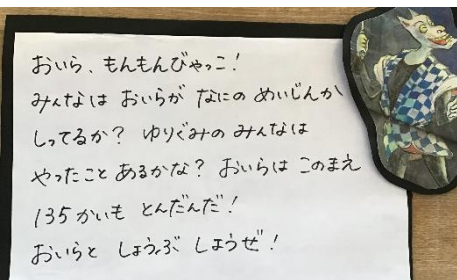 おいら、もんもんびゃっこ!
みんなは おいらが なにの めいじんか
しってるか? ゆりぐみの みんなは
やったこと あるかな? おいらは このまえ
135かいも とんだんだ!
おいらと しょうぶ しようぜ!